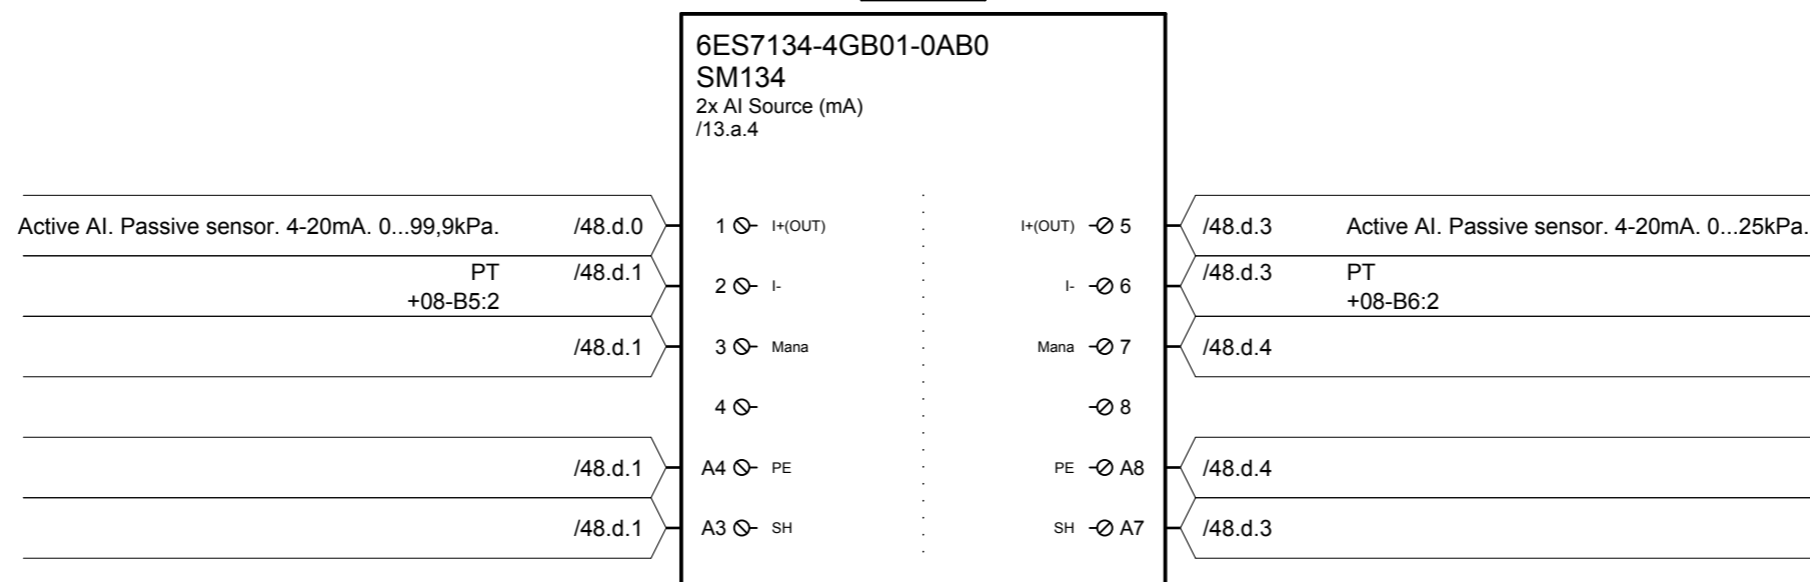 6ES7134-4GB01-0AB0
SM134
2x AI Source (mA)
/13.a.4
Active AI. Passive sensor. 4-20mA. 0...99,9kPa. /48.d.0 1 I+(OUT) I+(OUT) 5 /48.d.3 Active AI. Passive sensor. 4-20mA. 0...25kPa.
PT /48.d.1 2 I- I- 6 /48.d.3 PT
+08-B5:2 +08-B6:2
/48.d.1 3 Mana Mana 7 /48.d.4
4 8
/48.d.1 A4 PE PE A8 /48.d.4
/48.d.1 A3 SH SH A7 /48.d.3